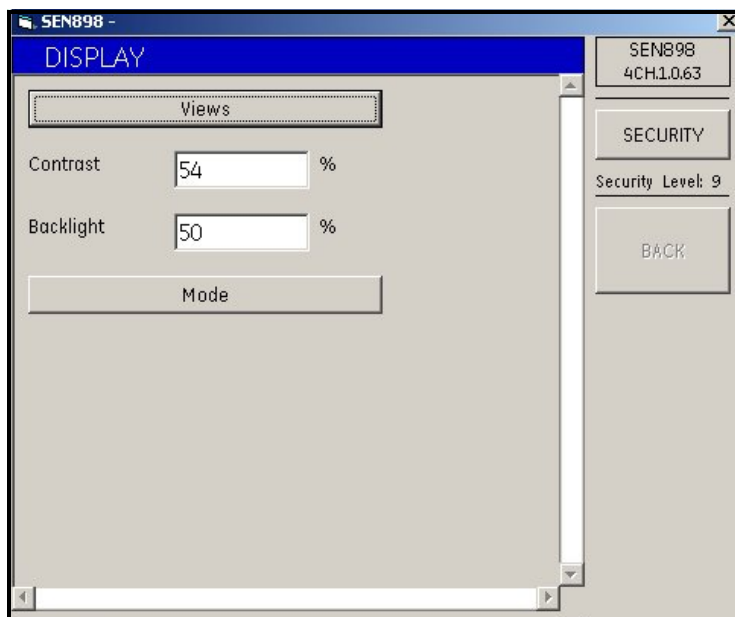 SEN898 -
DISPLAY
Views
Contrast 54 %
Backlight 50 %
Mode
SEN898
4CH.1.0.63
SECURITY
Security Level: 9
BACK